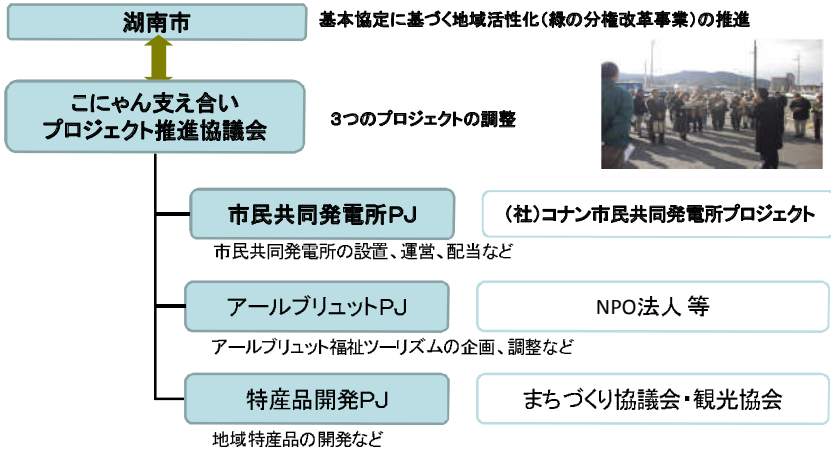 湖南市
基本協定に基づく地域活性化(緑の分権改革事業)の推進
こにゃん支え合い
プロジェクト推進協議会
3つのプロジェクトの調整
市民共同発電所PJ
(社)コナン市民共同発電所プロジェクト
市民共同発電所の設置、運営、配当など
アールブリュットPJ
NPO法人 等
アールブリュット福祉ツーリズムの企画、調整など
特産品開発PJ
まちづくり協議会・観光協会
地域特産品の開発など